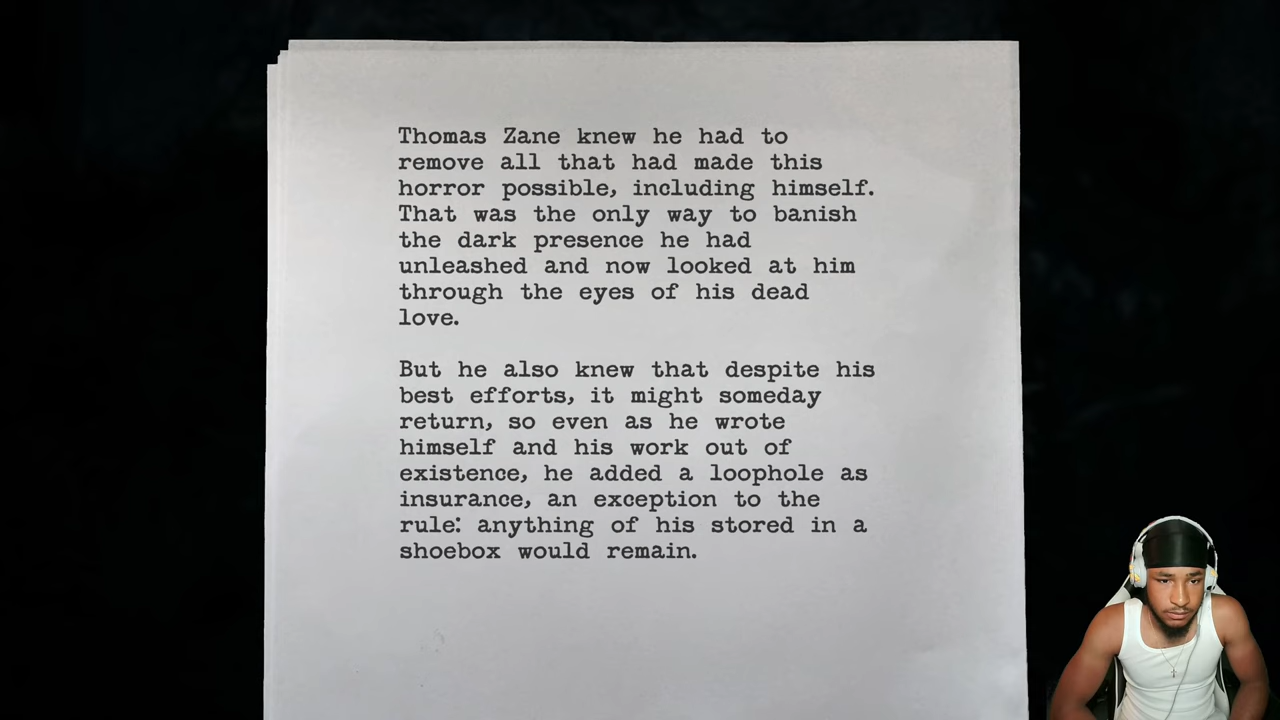 Thomas Zane knew he had to
remove all that had made this
horror possible, including himself.
That was the only way to banish
the dark presence he had
unleashed and now looked at him
through the eyes of his dead
love.
But he also knew that despite his
best efforts, it might someday
return, so even as he wrote
himself and his work out of
existence, he added a loophole as
insurance, an exception to the
rule: anything of his stored in a
shoebox would remain.